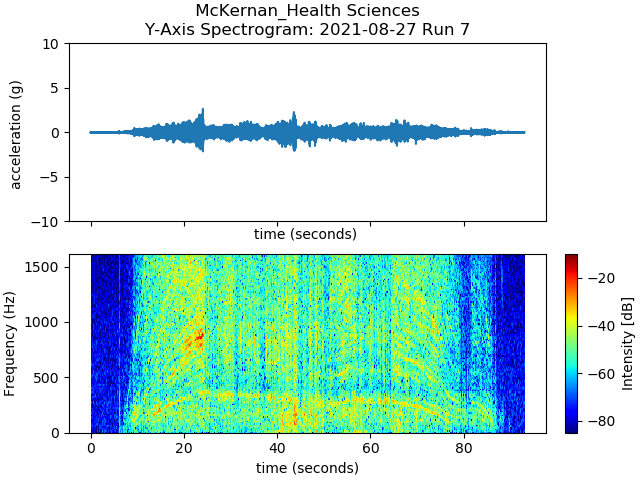 McKernan_Health Sciences
Y-Axis Spectrogram: 2021-08-27 Run 7
10
5
0
−5
−10
acceleration (g)
time (seconds)
1500
1000
500
0
Frequency (Hz)
0
20
40
60
80
time (seconds)
−20
−40
−60
−80
Intensity [dB]